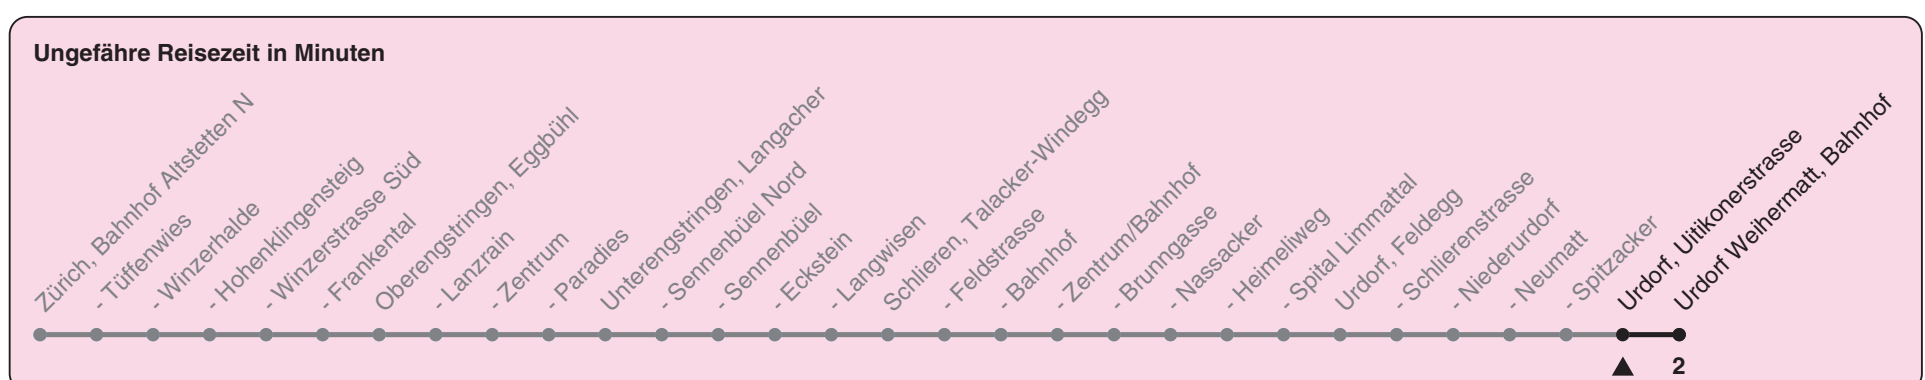 Ungefähre Reisezeit in Minuten
Zürich, Bahnhof Altstetten N
- Tüffenwies
- Winzerhalde
- Hohenklingensteig
- Winzerstrasse Süd
- Frankental
Oberengstringen, Eggbühl
- Lanzrain
- Zentrum
- Paradies
Unterengstringen, Langacher
- Sennenbüel Nord
- Sennenbüel
- Eckstein
- Langwisen
Schlieren, Talacker-Windegg
- Feldstrasse
- Bahnhof
- Zentrum/Bahnhof
- Brunngasse
- Nassacker
- Heimeliweg
- Spital Limmattal
Urdorf, Feldegg
- Schlierenstrasse
- Niederurdorf
- Neumatt
- Spitzacker
Urdorf, Uitikonerstrasse
Urdorf Weihermatt, Bahnhof
2